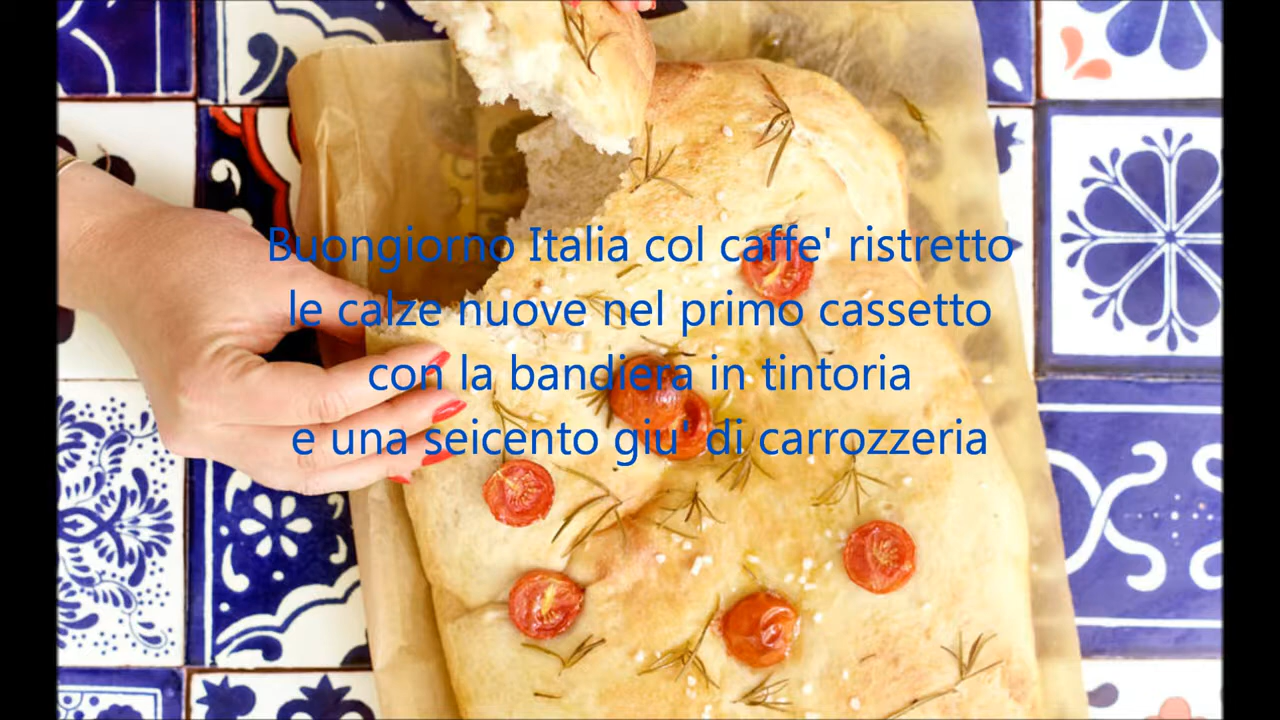 Buongiorno Italia col caffe' ristretto
le calze nuove nel primo cassetto
con la bandiera in tintoria
e una seicento giu' di carrozzeria